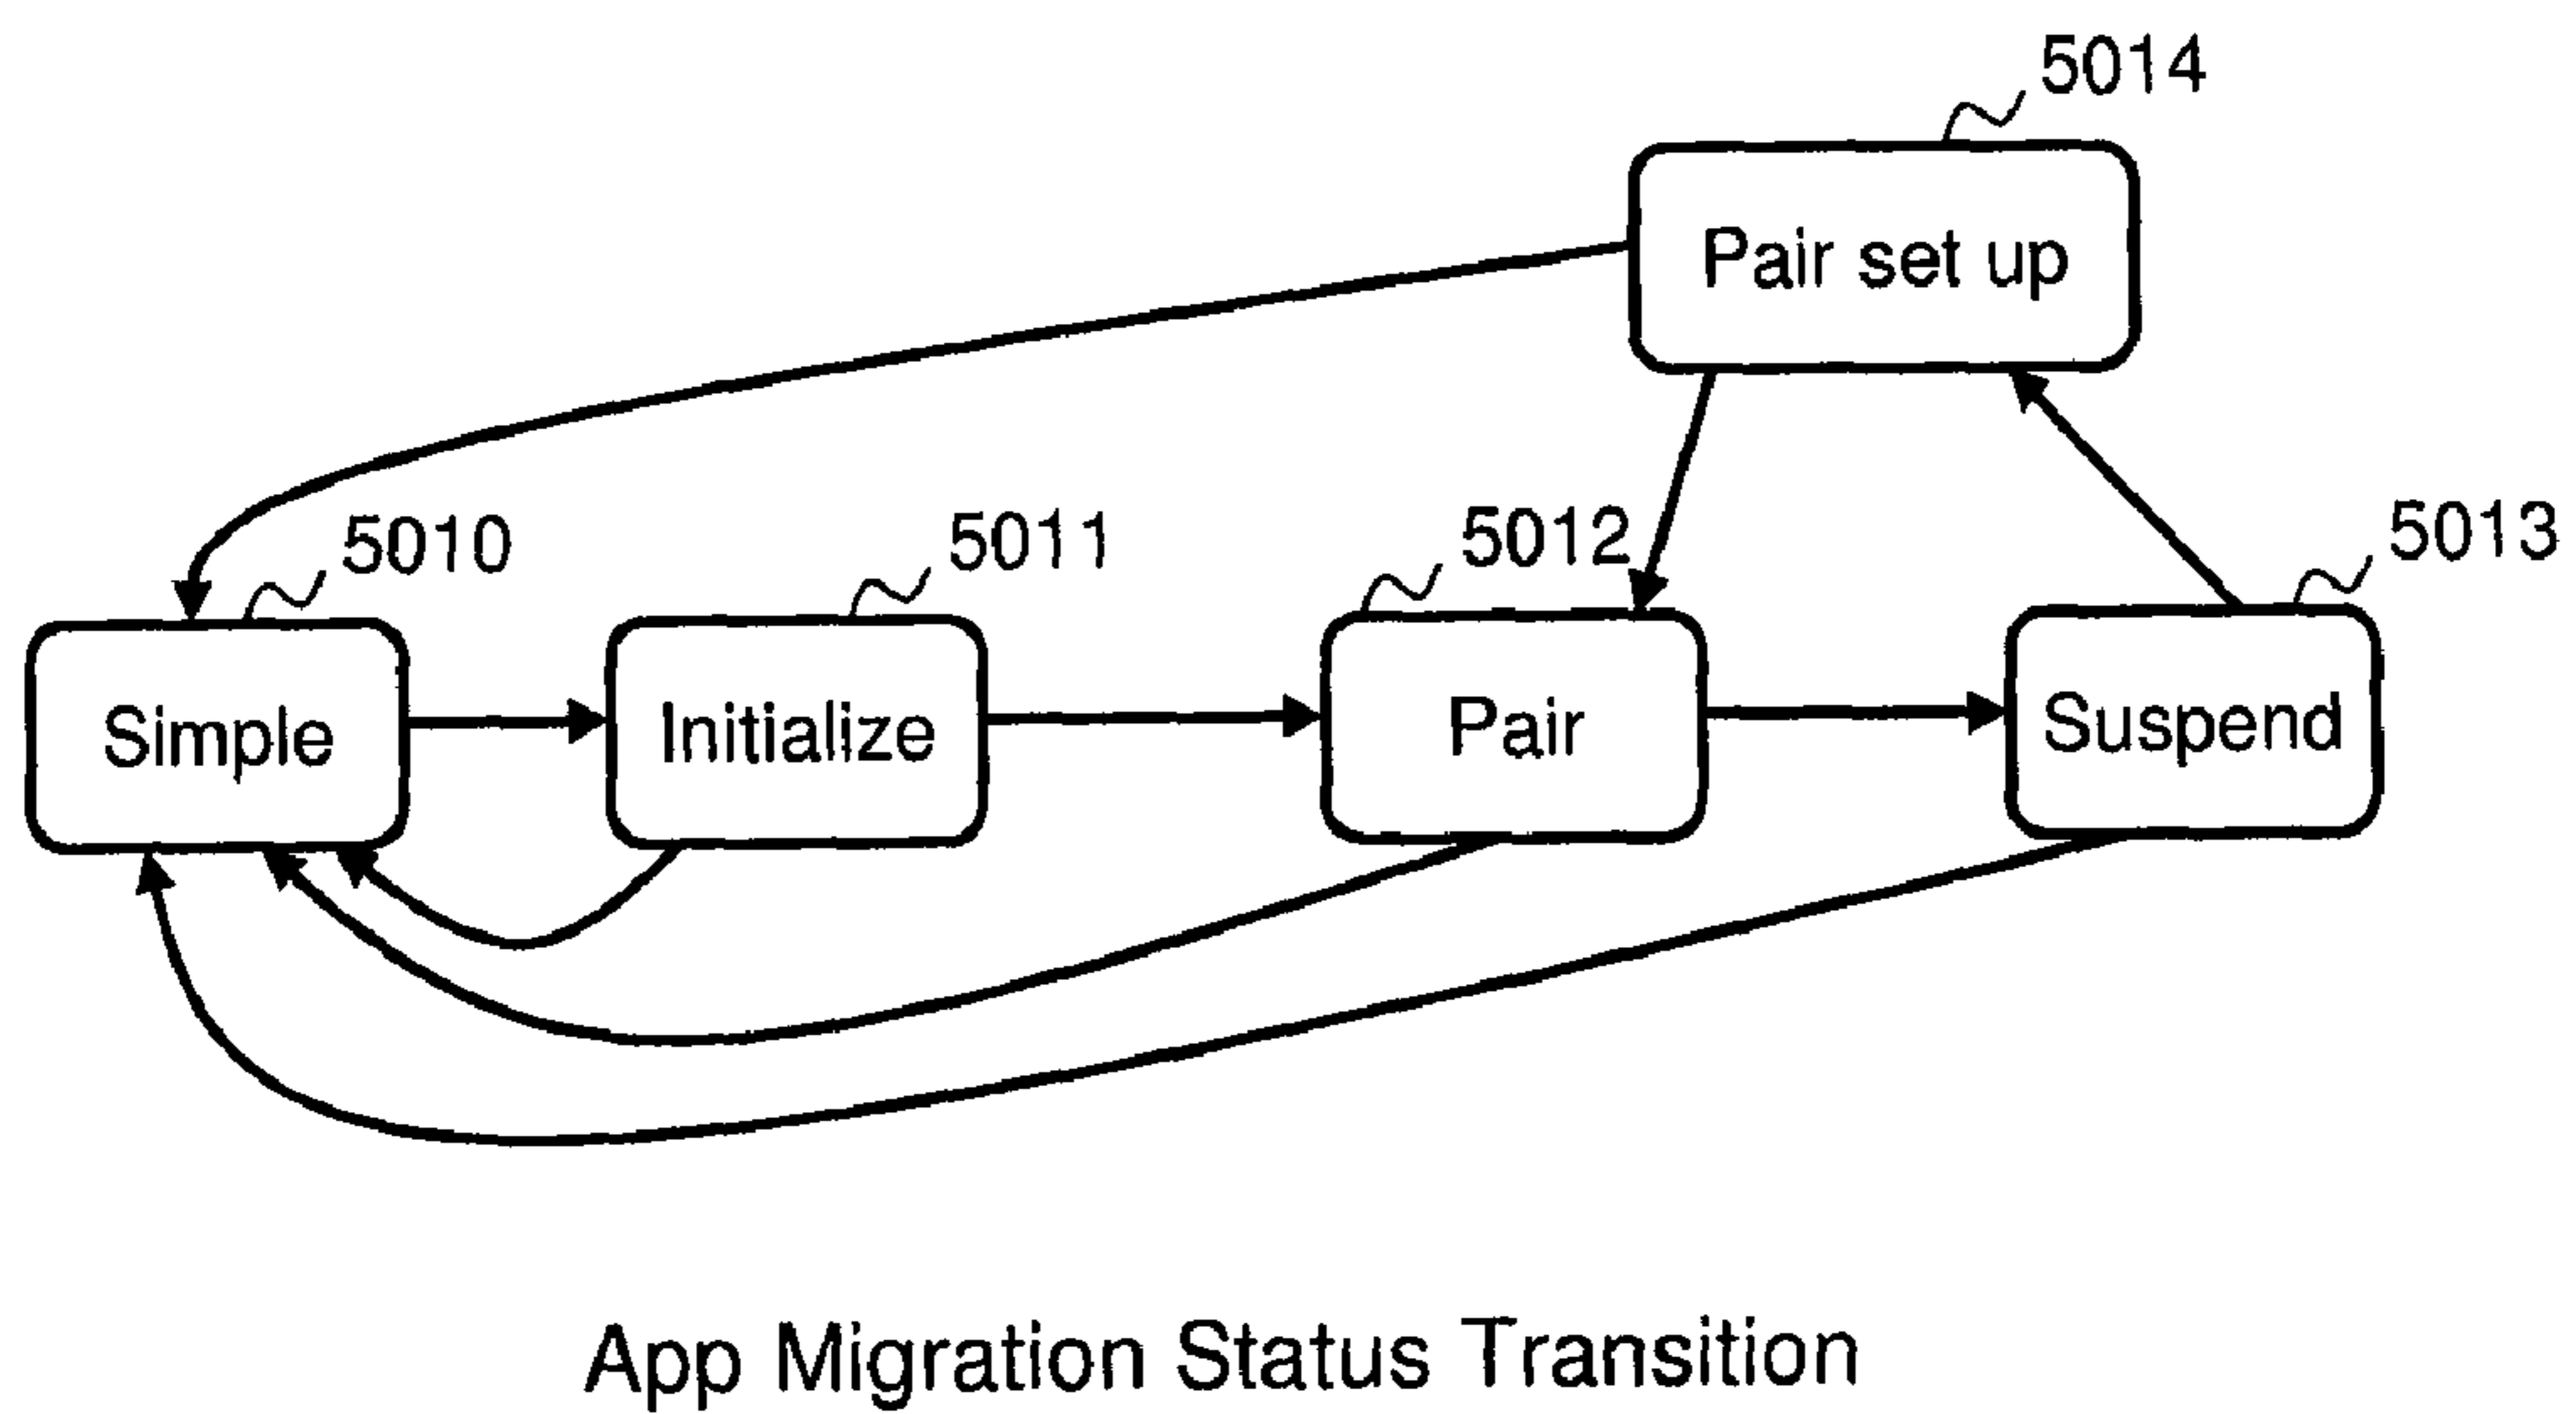 5014
Pair set up
5010
5011
5012
5013
Simple
Initialize
Pair
Suspend
App Migration Status Transition